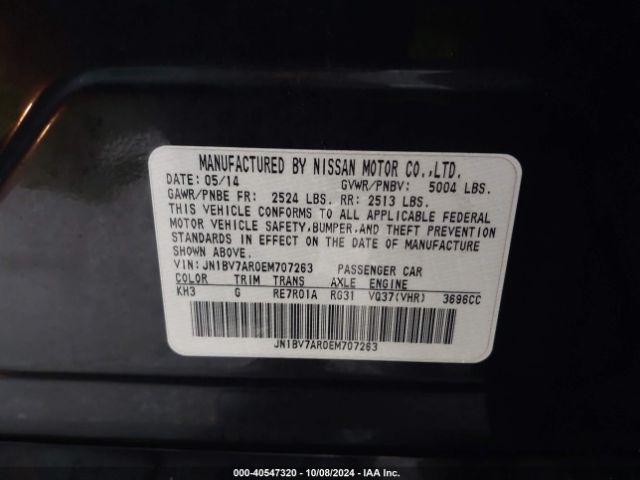 MANUFACTURED BY NISSAN MOTOR CO.,LTD.
DATE: 05/14 GVWR/PNBV: 5004 LBS.
GAWR/PNBE FR: 2524 LBS. RR: 2513 LBS.
THIS VEHICLE CONFORMS TO ALL APPLICABLE FEDERAL
MOTOR VEHICLE SAFETY,BUMPER,AND THEFT PREVENTION
STANDARDS IN EFFECT ON THE DATE OF MANUFACTURE
SHOWN ABOVE.
VIN: JN1BV7AR0EM707263 PASSENGER CAR
COLOR TRIM TRANS AXLE ENGINE
KH3 G RE7R01A RG31 VQ37(VHR) 3696CC
JN1BV7AR0EM707263
000-40547320 | 10/08/2024 | IAA Inc.